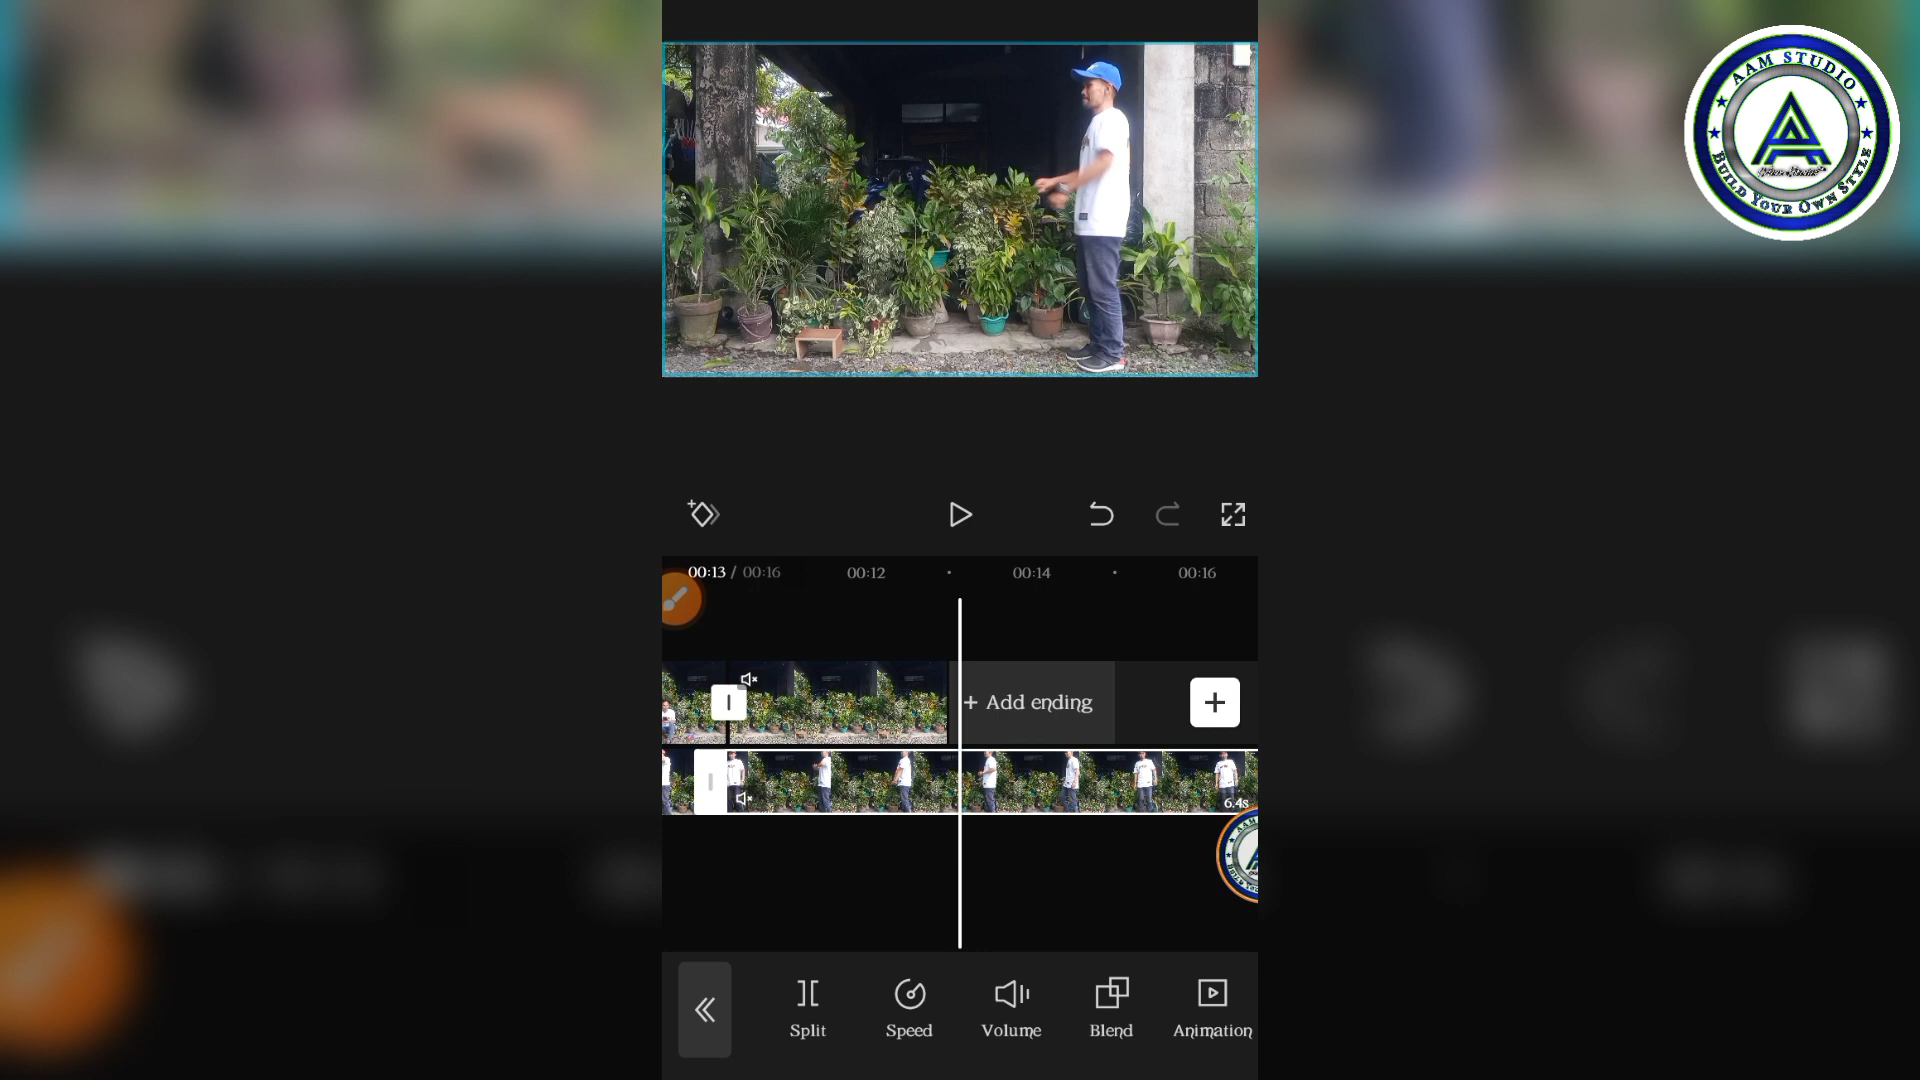 AAM STUDIO
BUILD YOUR OWN STYLE
00:13 / 00:16
00:12
00:14
00:16
+ Add ending
6.4s
Split
Speed
Volume
Blend
Animation